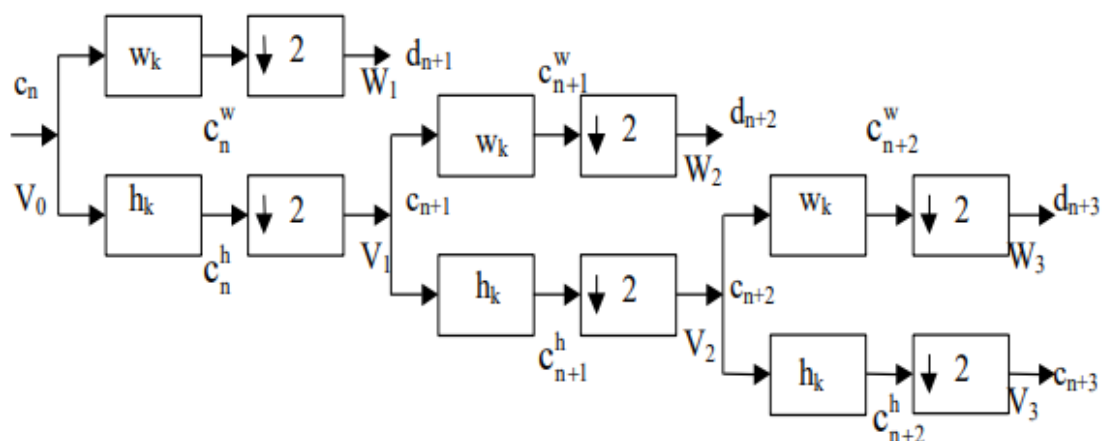 w_k ↓ 2 d_{n+1}
c_n W_1 c_{n+1}^w
c_n^w w_k ↓ 2 d_{n+2} c_{n+2}^w
W_2
V_0 h_k ↓ 2 c_{n+1} w_k ↓ 2 d_{n+3}
c_n^h V_1 W_3
h_k ↓ 2 c_{n+2}
c_{n+1}^h V_2
h_k ↓ 2 c_{n+3}
c_{n+2}^h V_3